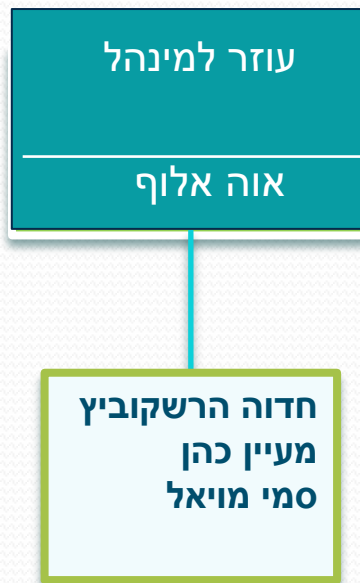 עוזר למינהל
אוה אלוף
חדוה הרשקוביץ
מעיין כהן
סמי מויאל